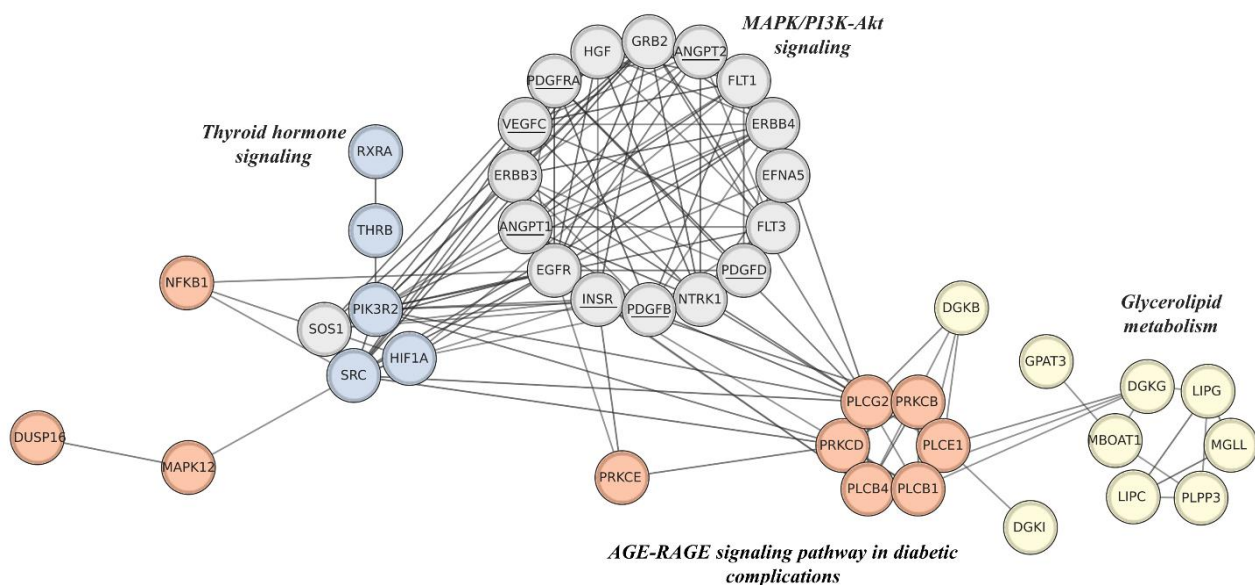 MAPK/PI3K-Akt
signaling
GRB2
HGF
ANGPT2
PDGFRA
FLT1
VEGFC
ERBB4
Thyroid hormone
signaling
RXRA
ERBB3
EFNA5
THRB
ANGPT1
FLT3
NFKB1
EGFR
PDGFD
INSR
PDGFB
NTRK1
PIK3R2
SOS1
DGKB
Glycerolipid
metabolism
HIF1A
SRC
GPAT3
DGKG
LIPG
PLCG2
PRKCB
DUSP16
MAPK12
PRKCD
PLCE1
MBOAT1
MGLL
PRKCE
PLCB4
PLCB1
LIPC
PLPP3
DGKI
AGE-RAGE signaling pathway in diabetic
complications